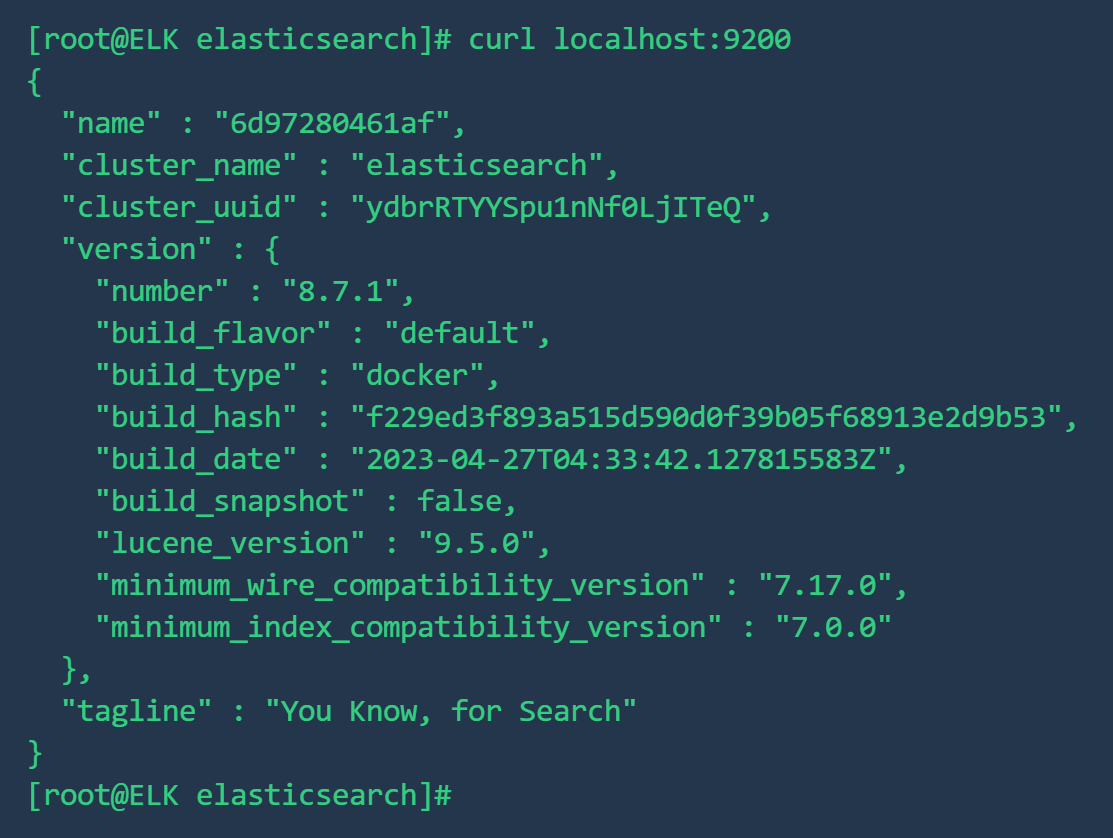 [root@ELK elasticsearch]# curl localhost:9200
{
  "name" : "6d97280461af",
  "cluster_name" : "elasticsearch",
  "cluster_uuid" : "ydbrRTYYSpu1nNf0LjITeQ",
  "version" : {
    "number" : "8.7.1",
    "build_flavor" : "default",
    "build_type" : "docker",
    "build_hash" : "f229ed3f893a515d590d0f39b05f68913e2d9b53",
    "build_date" : "2023-04-27T04:33:42.127815583Z",
    "build_snapshot" : false,
    "lucene_version" : "9.5.0",
    "minimum_wire_compatibility_version" : "7.17.0",
    "minimum_index_compatibility_version" : "7.0.0"
  },
  "tagline" : "You Know, for Search"
}
[root@ELK elasticsearch]#